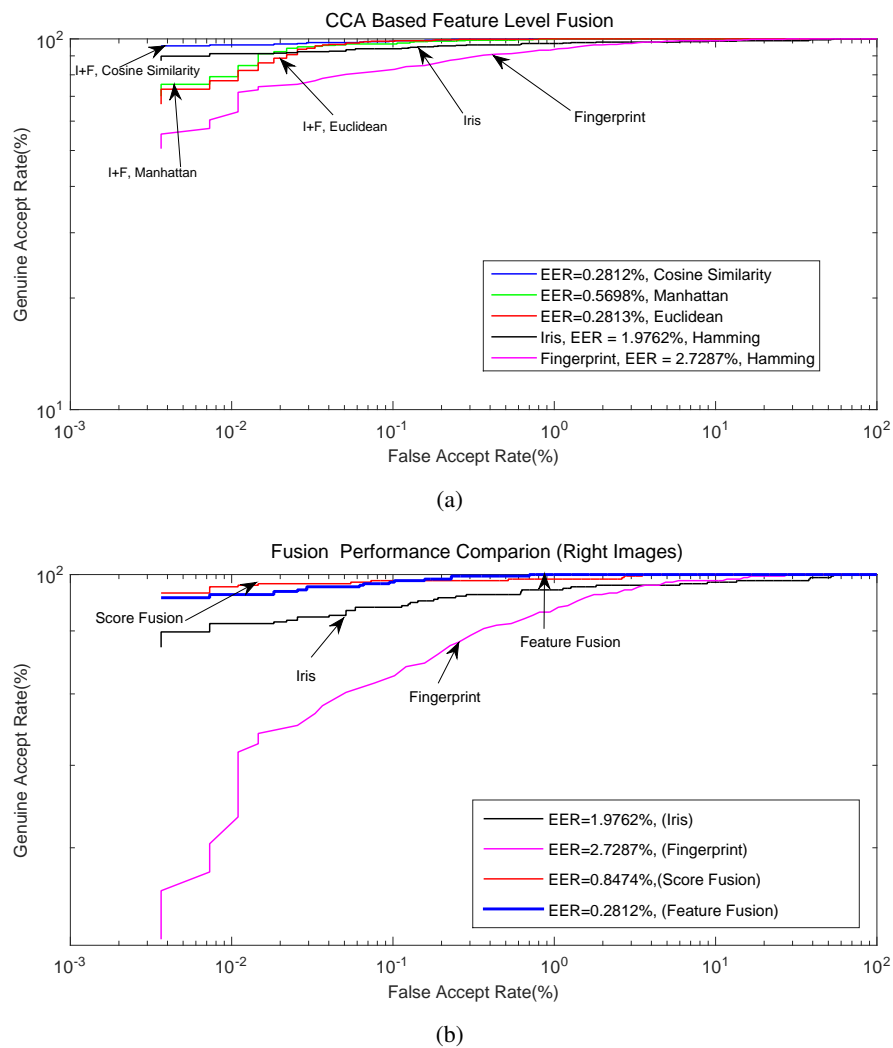 CCA Based Feature Level Fusion
10^2
I+F, Cosine Similarity
I+F, Euclidean
Iris
Fingerprint
I+F, Manhattan
Genuine Accept Rate(%)
EER=0.2812%, Cosine Similarity
EER=0.5698%, Manhattan
EER=0.2813%, Euclidean
Iris, EER = 1.9762%, Hamming
Fingerprint, EER = 2.7287%, Hamming
10^1
10^-3 10^-2 10^-1 10^0 10^1 10^2
False Accept Rate(%)
(a)
Fusion Performance Comparion (Right Images)
10^2
Score Fusion
Feature Fusion
Iris
Fingerprint
Genuine Accept Rate(%)
EER=1.9762%, (Iris)
EER=2.7287%, (Fingerprint)
EER=0.8474%,(Score Fusion)
EER=0.2812%, (Feature Fusion)
10^-3 10^-2 10^-1 10^0 10^1 10^2
False Accept Rate(%)
(b)